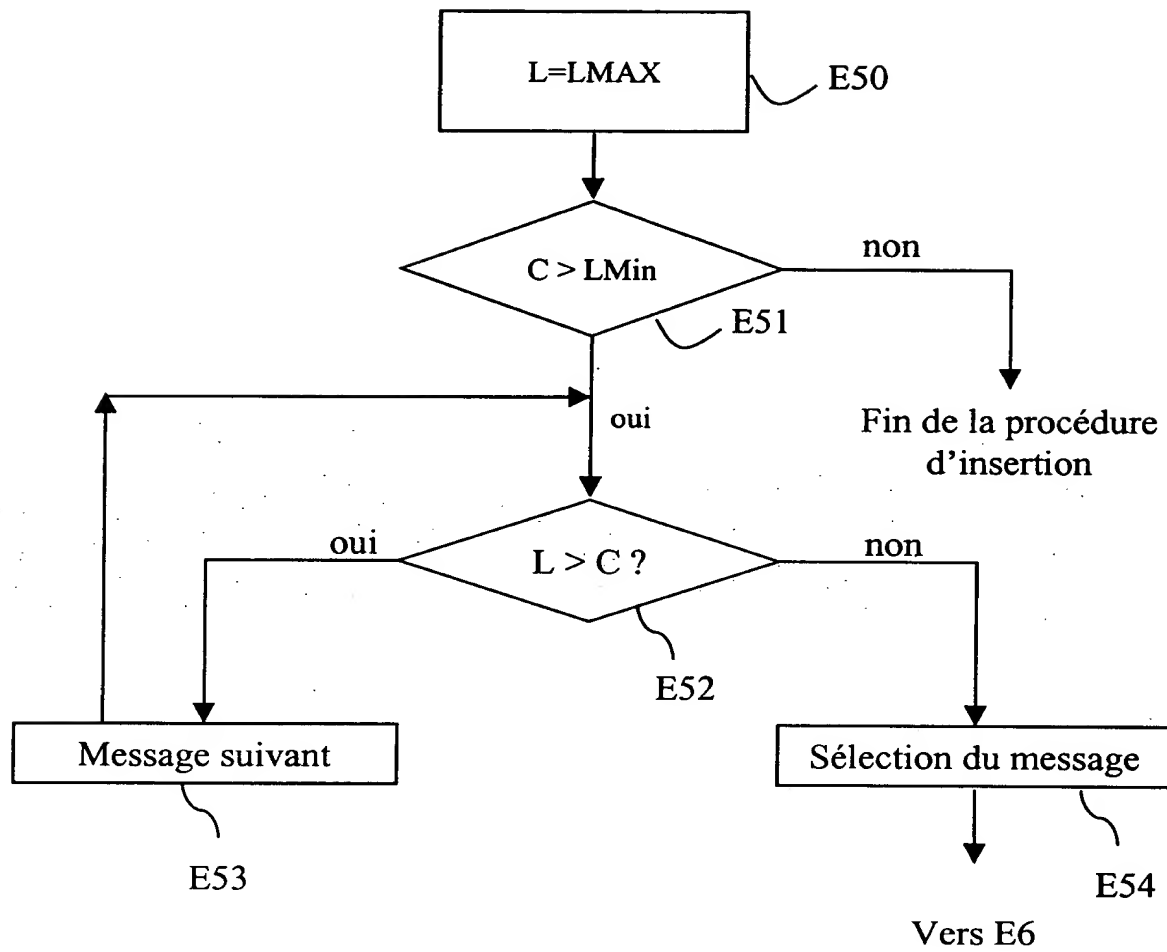 L=LMAX
E50
C > LMin
non
E51
oui
Fin de la procédure
d'insertion
oui
L > C ?
non
E52
Message suivant
Sélection du message
E53
E54
Vers E6